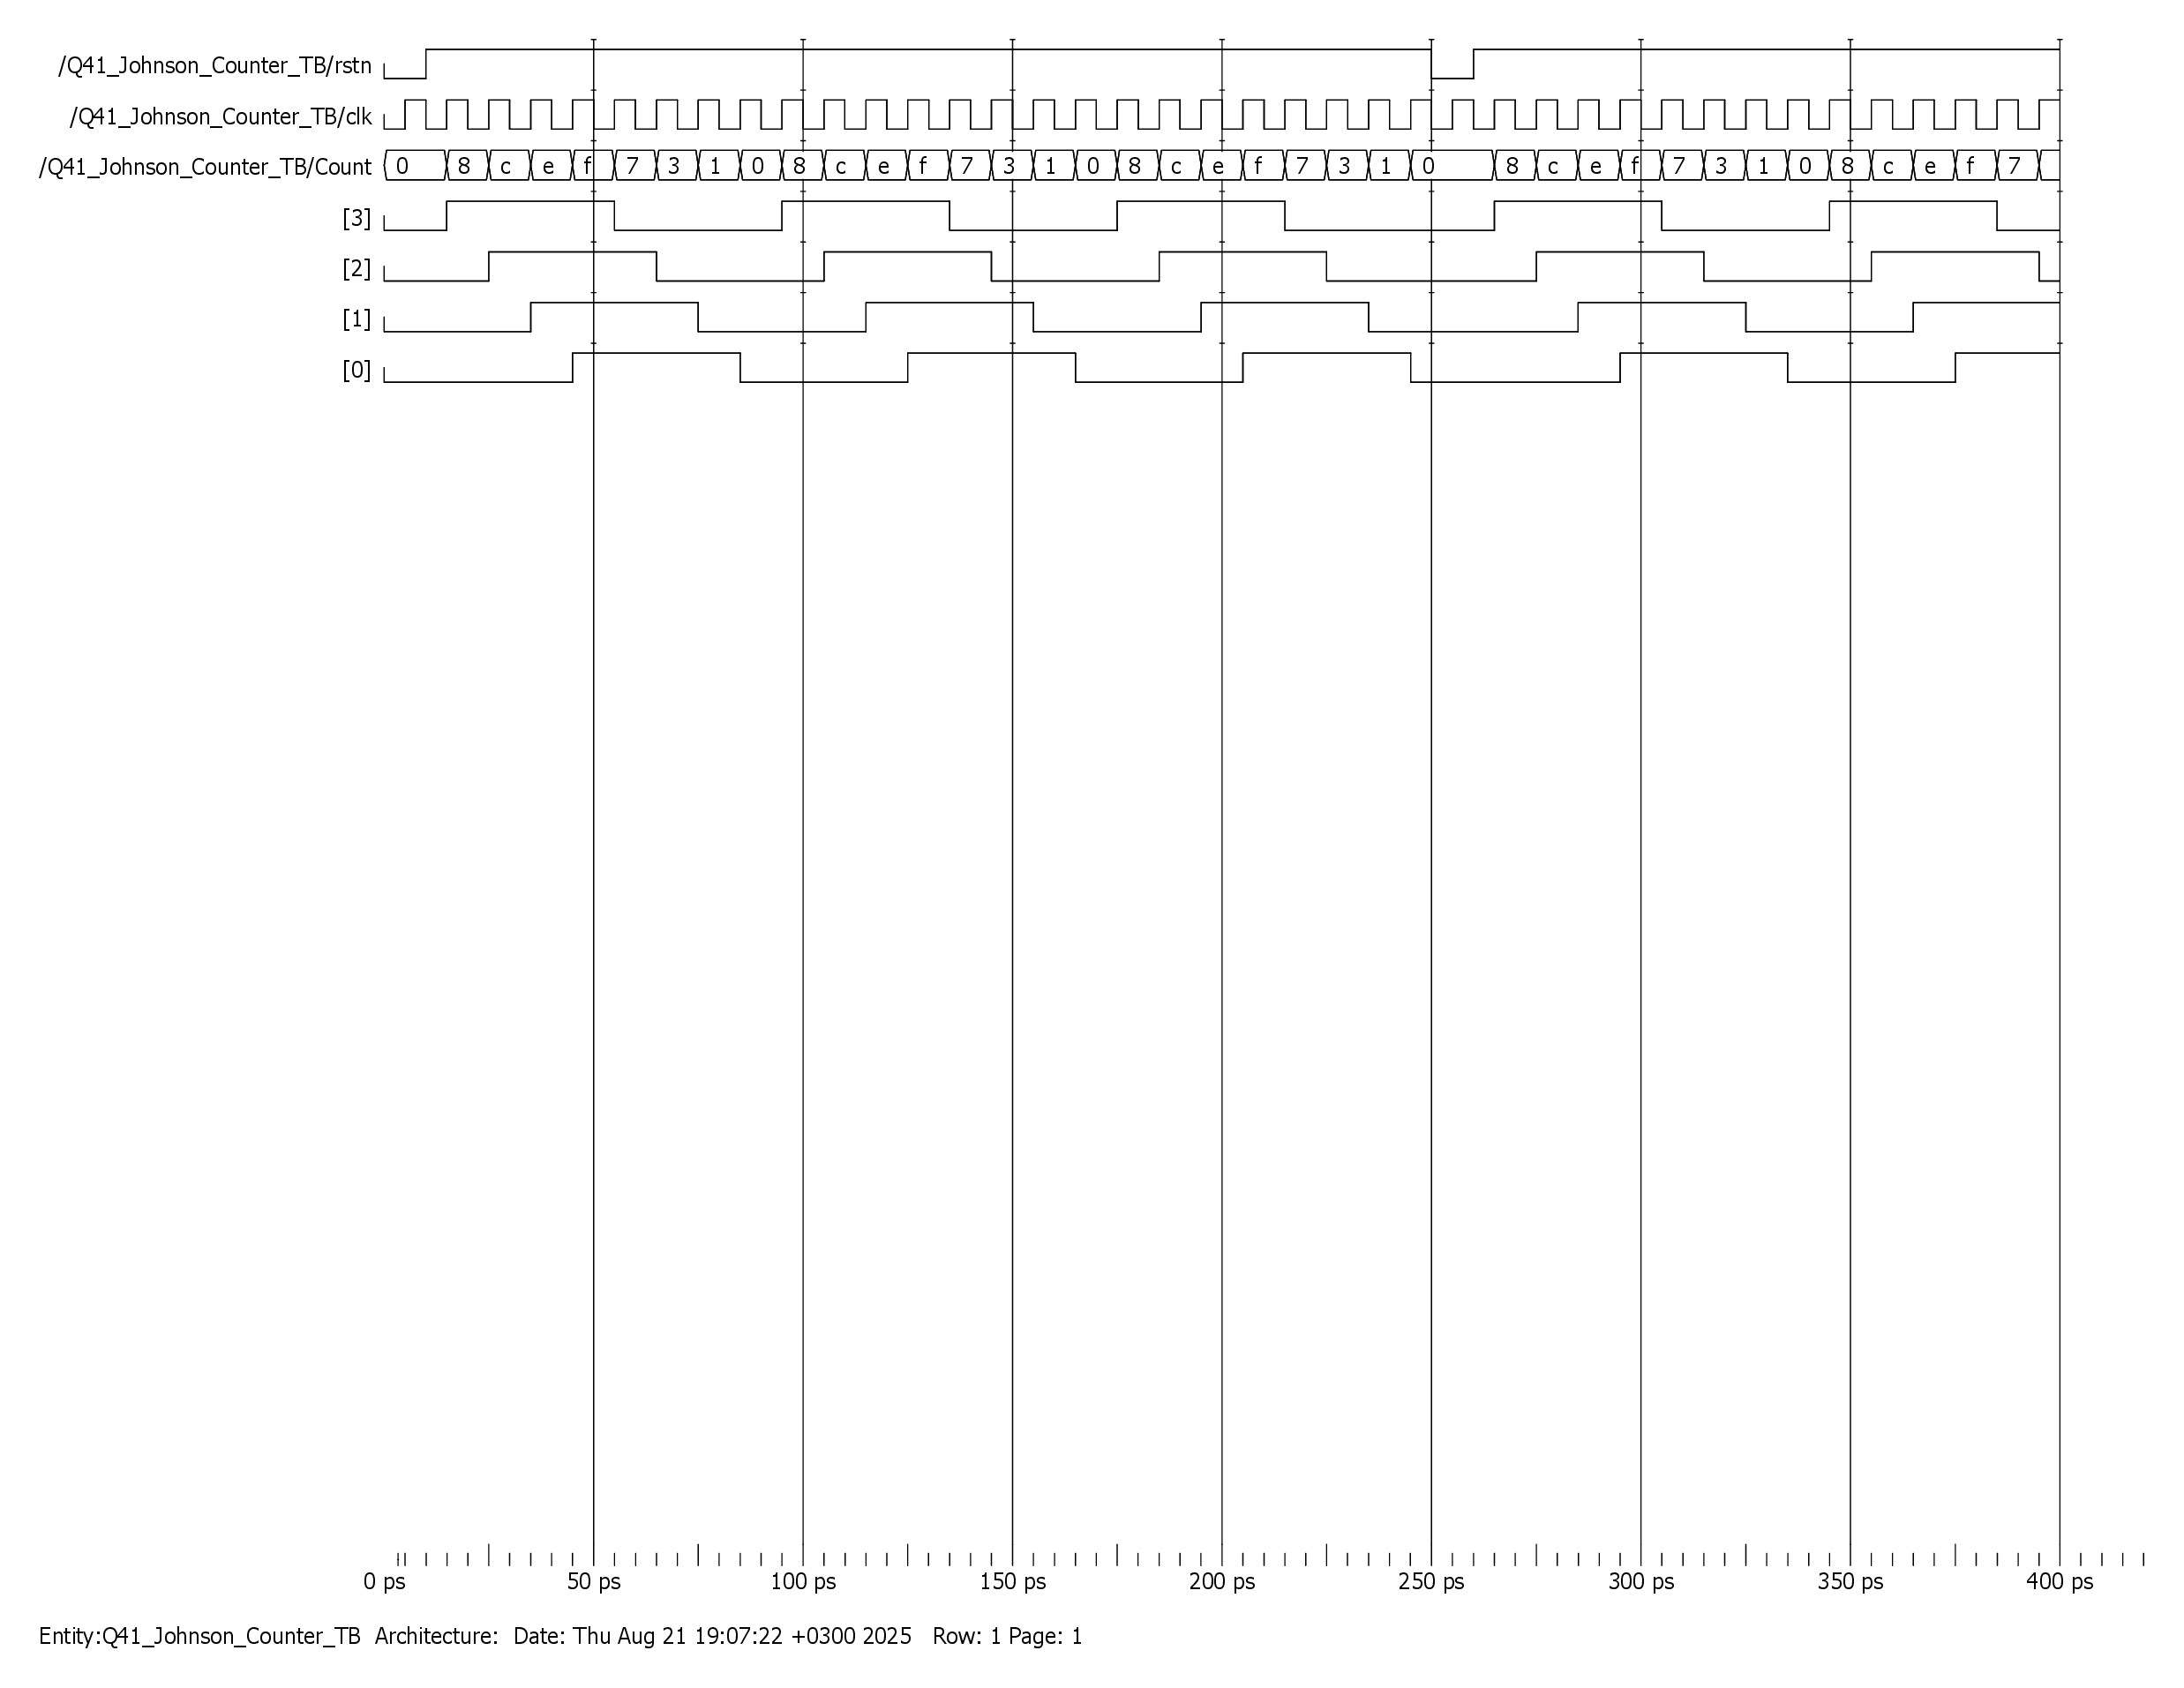 /Q41_Johnson_Counter_TB/rstn
/Q41_Johnson_Counter_TB/clk
/Q41_Johnson_Counter_TB/Count 0 8 c e f 7 3 1 0 8 c e f 7 3 1 0 8 c e f 7 3 1 0 8 c e f 7 3 1 0 8 c e f 7
[3]
[2]
[1]
[0]
0 ps 50 ps 100 ps 150 ps 200 ps 250 ps 300 ps 350 ps 400 ps
Entity:Q41_Johnson_Counter_TB Architecture: Date: Thu Aug 21 19:07:22 +0300 2025 Row: 1 Page: 1